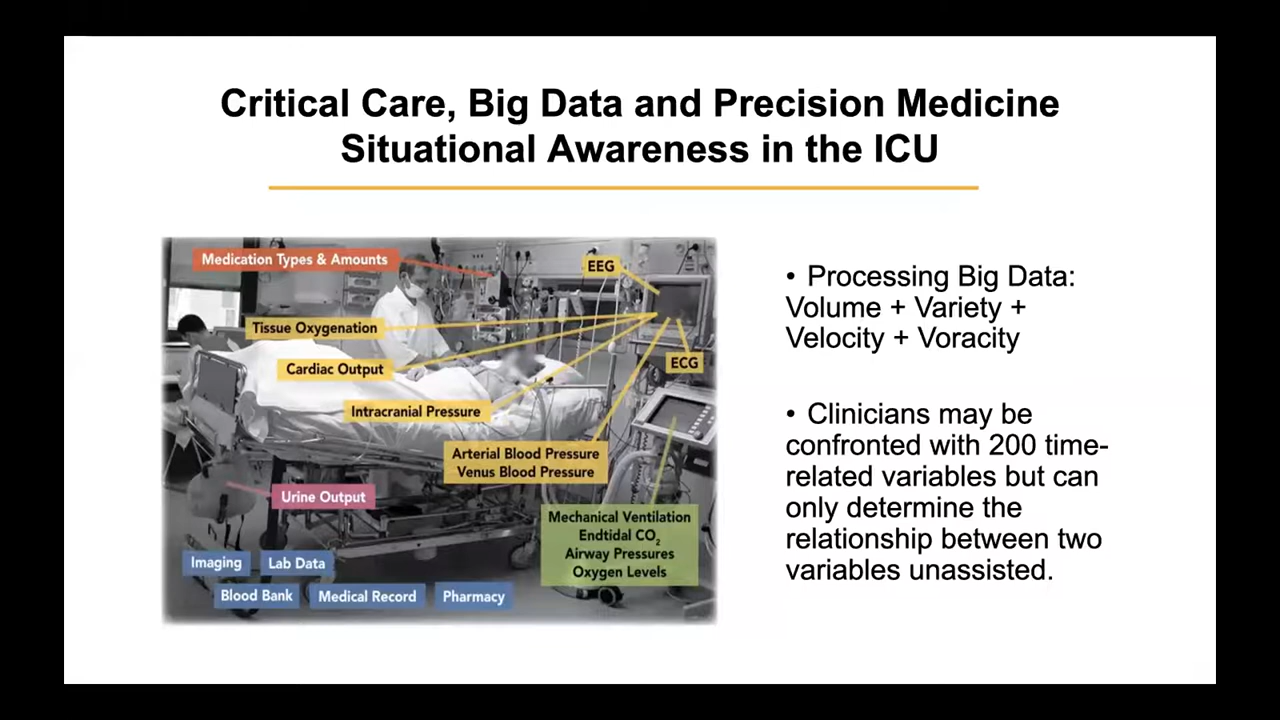 Critical Care, Big Data and Precision Medicine
Situational Awareness in the ICU
Medication Types & Amounts
EEG
Tissue Oxygenation
Cardiac Output
ECG
Intracranial Pressure
Arterial Blood Pressure
Venus Blood Pressure
Urine Output
Mechanical Ventilation
Endtidal CO₂
Airway Pressures
Oxygen Levels
Imaging
Lab Data
Blood Bank
Medical Record
Pharmacy
• Processing Big Data:
Volume + Variety +
Velocity + Voracity
• Clinicians may be
confronted with 200 time-
related variables but can
only determine the
relationship between two
variables unassisted.